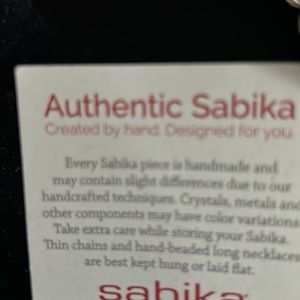 Authentic Sabika
Created by hand. Designed for you.
Every Sabika piece is handmade and
may contain slight differences due to our
handcrafted techniques. Crystals, metals and
other components may have color variationa
Take extra care while storing your Sabika.
Thin chains and hand-beaded long necklaces
are best kept hung or laid flat.
sabika